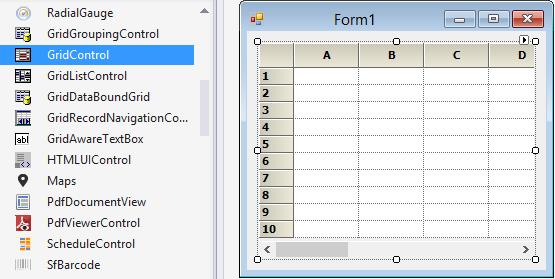 RadialGauge
GridGroupingControl
GridControl
GridListControl
GridDataBoundGrid
GridRecordNavigationCo...
GridAwareTextBox
HTMLUIControl
Maps
PdfDocumentView
PdfViewerControl
ScheduleControl
SfBarcode
Form1
A B C D
1
2
3
4
5
6
7
8
9
10